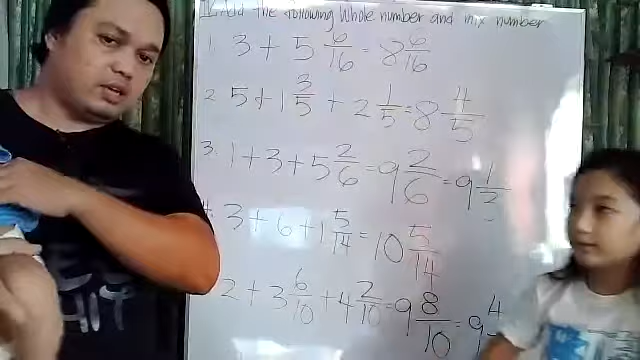 Add the following Whole number and mix number
1. 3 + 5 6/16 = 8 6/16
2. 5 + 1 3/5 + 2 1/5 = 8 4/5
3. 1 + 3 + 5 2/6 = 9 2/6 = 9 1/3
4. 3 + 6 + 1 5/14 = 10 5/14
2 + 3 6/10 + 4 2/10 = 9 8/10 = 9 4